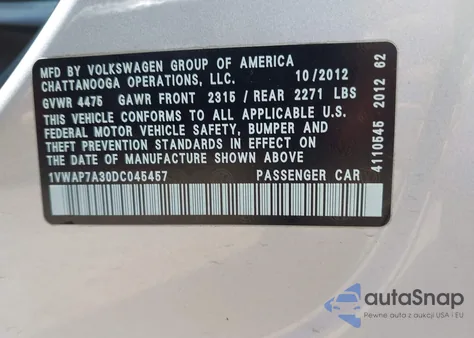 MFD BY VOLKSWAGEN GROUP OF AMERICA
CHATTANOOGA OPERATIONS, LLC. 10/2012
GVWR 4475 GAWR FRONT 2315 / REAR 2271 LBS
THIS VEHICLE CONFORMS TO ALL APPLICABLE U.S.
FEDERAL MOTOR VEHICLE SAFETY, BUMPER AND
THEFT PREVENTION STANDARDS IN EFFECT ON THE
DATE OF MANUFACTURE SHOWN ABOVE
1VWAP7A30DC045457 PASSENGER CAR
4110545 2012 62
autoSnap
Pewne auto z aukcji USA i EU